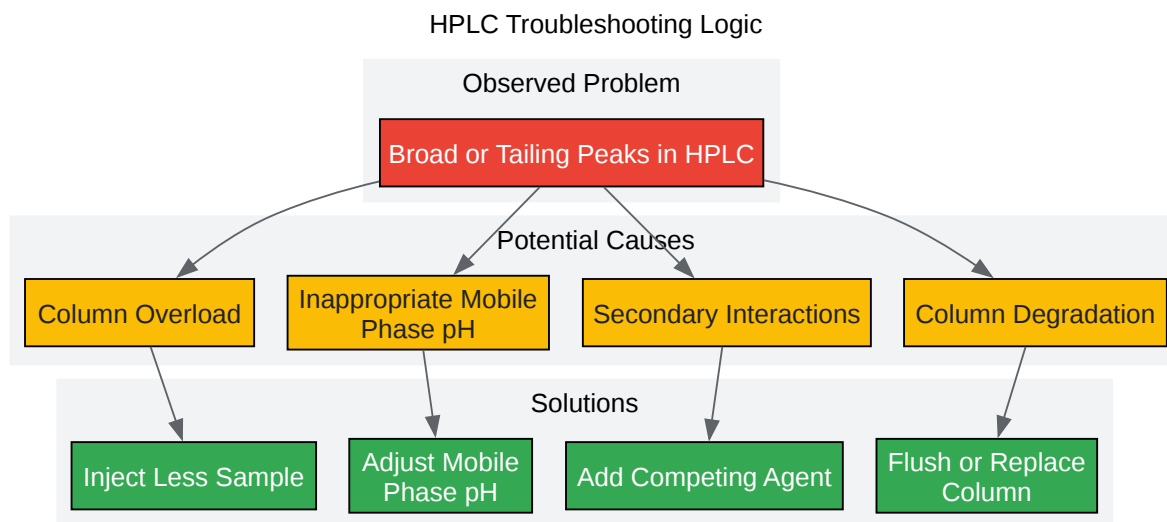 HPLC Troubleshooting Logic
Observed Problem
Broad or Tailing Peaks in HPLC
Potential Causes
Column Overload
Inappropriate Mobile
Phase pH
Secondary Interactions
Column Degradation
Solutions
Inject Less Sample
Adjust Mobile
Phase pH
Add Competing Agent
Flush or Replace
Column